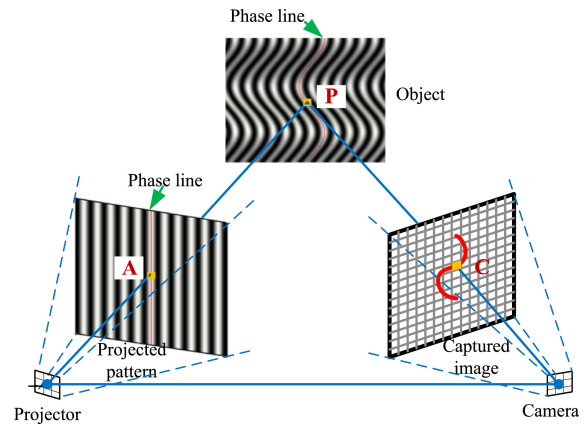 Phase line
P
Object
Phase line
A
C
Projected
pattern
Captured
image
Projector
Camera